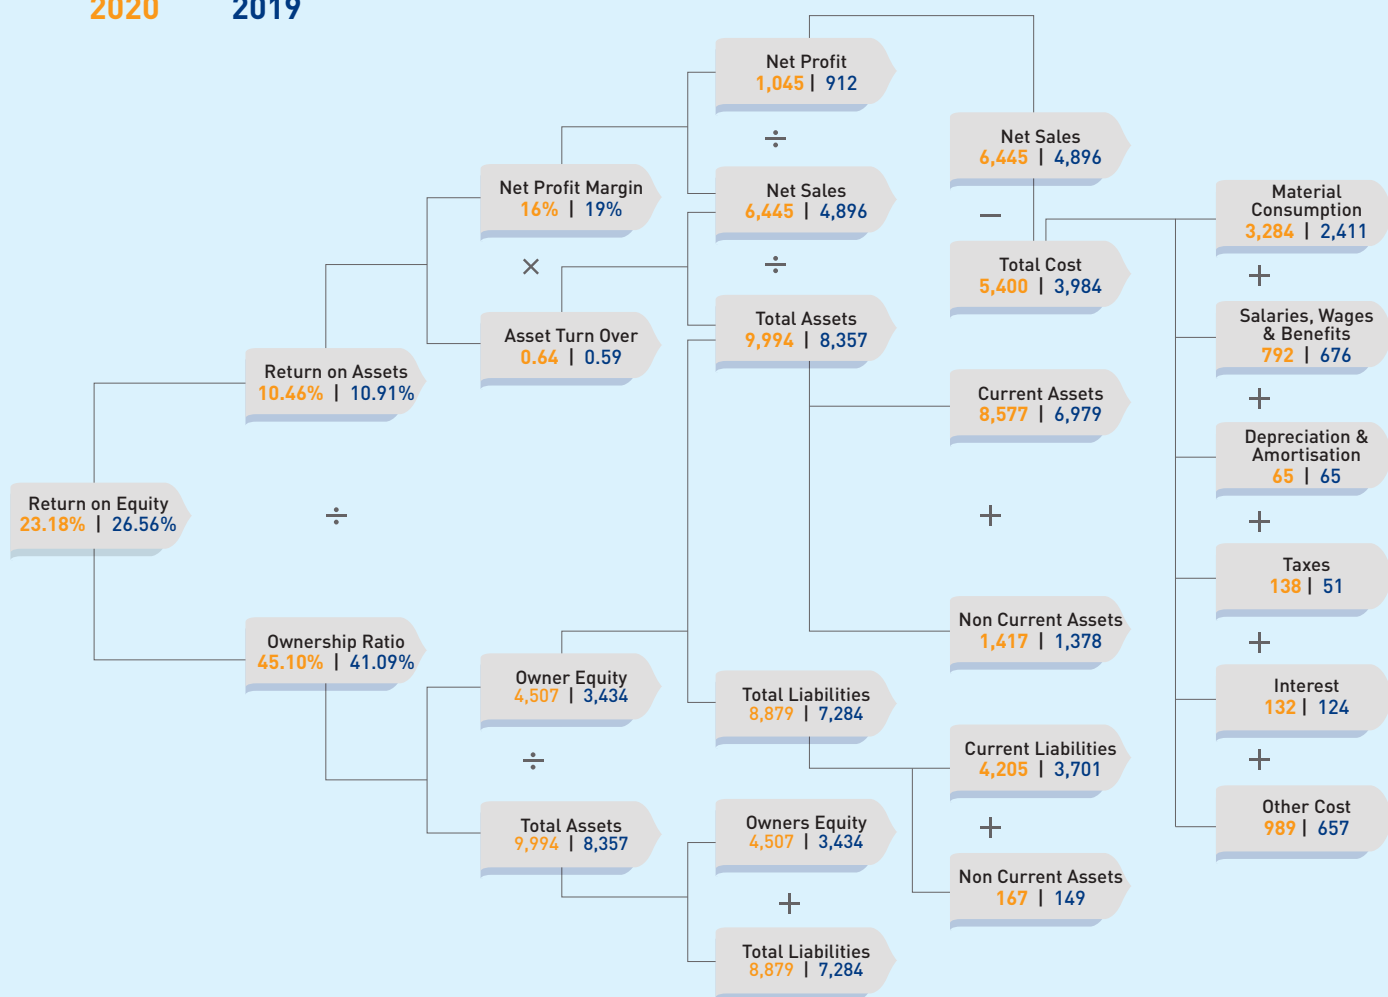 2020 2019
Net Profit
1,045 | 912
÷
Net Sales
6,445 | 4,896
Net Profit Margin
16% | 19%
Net Sales
6,445 | 4,896
Material
Consumption
3,284 | 2,411
−
×
÷
+
Total Cost
5,400 | 3,984
Asset Turn Over
0.64 | 0.59
Total Assets
9,994 | 8,357
Salaries, Wages
& Benefits
792 | 676
Return on Assets
10.46% | 10.91%
Current Assets
8,577 | 6,979
+
Depreciation &
Amortisation
65 | 65
Return on Equity
23.18% | 26.56%
÷
+
+
Taxes
138 | 51
Non Current Assets
1,417 | 1,378
+
Ownership Ratio
45.10% | 41.09%
Owner Equity
4,507 | 3,434
Total Liabilities
8,879 | 7,284
Interest
132 | 124
÷
Current Liabilities
4,205 | 3,701
+
Total Assets
9,994 | 8,357
Owners Equity
4,507 | 3,434
+
Other Cost
989 | 657
Non Current Assets
167 | 149
+
Total Liabilities
8,879 | 7,284